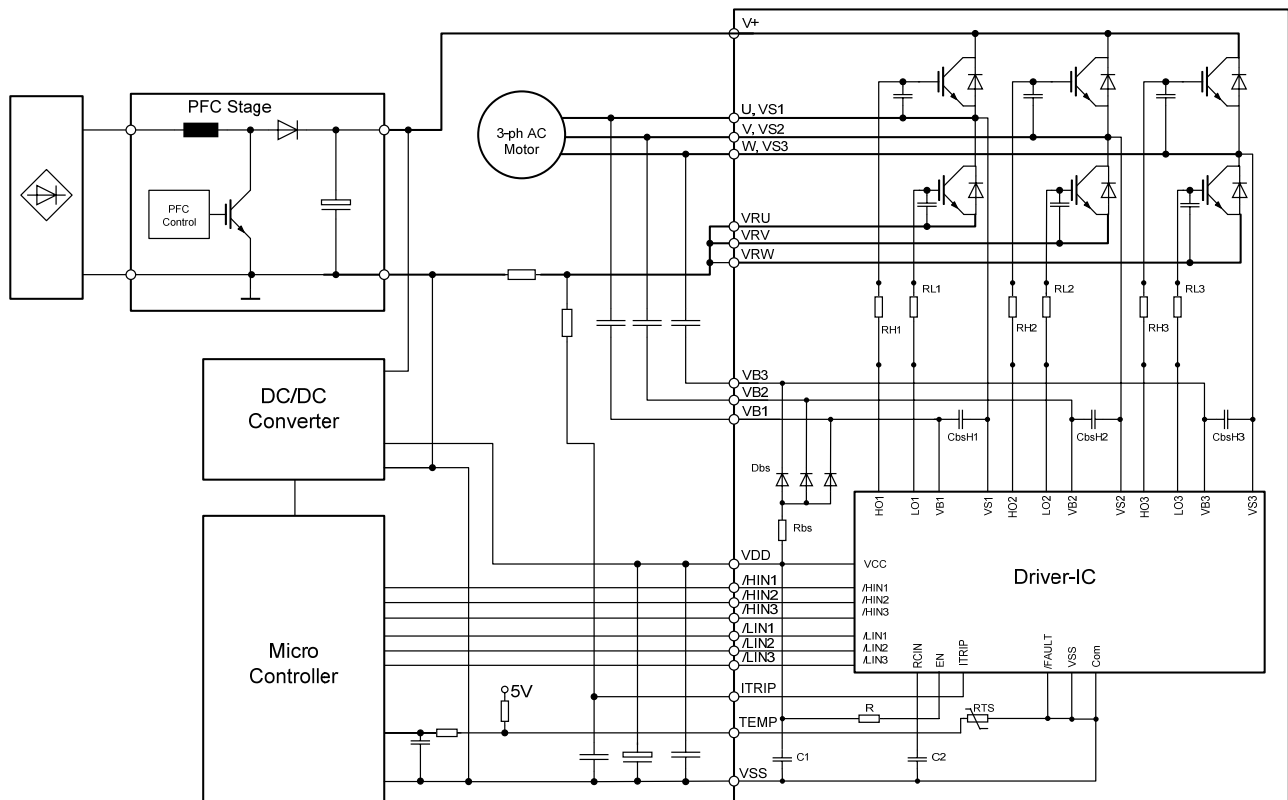 V+
PFC Stage
PFC
Control
3-ph AC
Motor
U, VS1
V, VS2
W, VS3
VRU
VRV
VRW
RL1
RL2
RL3
RH1
RH2
RH3
DC/DC
Converter
VB3
VB2
VB1
CbsH1
CbsH2
CbsH3
Dbs
Rbs
HO1
LO1
VB1
VS1
HO2
LO2
VB2
VS2
HO3
LO3
VB3
VS3
VDD
/HIN1
/HIN2
/HIN3
/LIN1
/LIN2
/LIN3
VCC
/HIN1
/HIN2
/HIN3
/LIN1
/LIN2
/LIN3
Driver-IC
RCIN
EN
ITRIP
/FAULT
VSS
Com
Micro
Controller
5V
ITRIP
TEMP
VSS
R
RTS
C1
C2